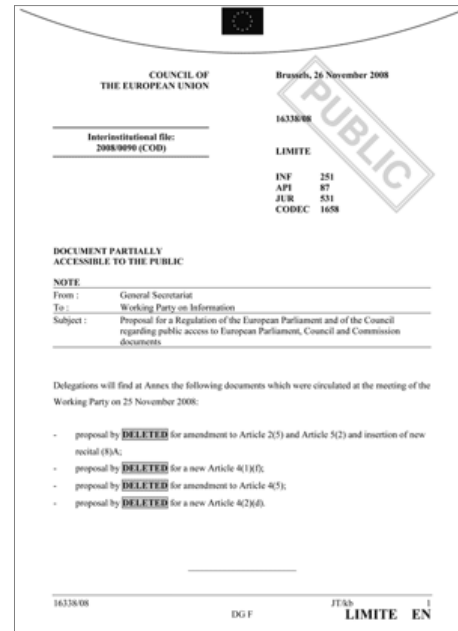 COUNCIL OF
THE EUROPEAN UNION
Brussels, 26 November 2008
16338/08
Interinstitutional file:
2008/0090 (COD)
LIMITE
INF 251
API 87
JUR 531
CODEC 1658
PUBLIC
DOCUMENT PARTIALLY
ACCESSIBLE TO THE PUBLIC
NOTE
From : General Secretariat
To : Working Party on Information
Subject : Proposal for a Regulation of the European Parliament and of the Council
regarding public access to European Parliament, Council and Commission
documents
Delegations will find at Annex the following documents which were circulated at the meeting of the
Working Party on 25 November 2008:
- proposal by DELETED for amendment to Article 2(5) and Article 5(2) and insertion of new
recital (8)A;
- proposal by DELETED for a new Article 4(1)(f);
- proposal by DELETED for amendment to Article 4(5);
- proposal by DELETED for a new Article 4(2)(d).
16338/08 JT/kb 1
DG F LIMITE EN